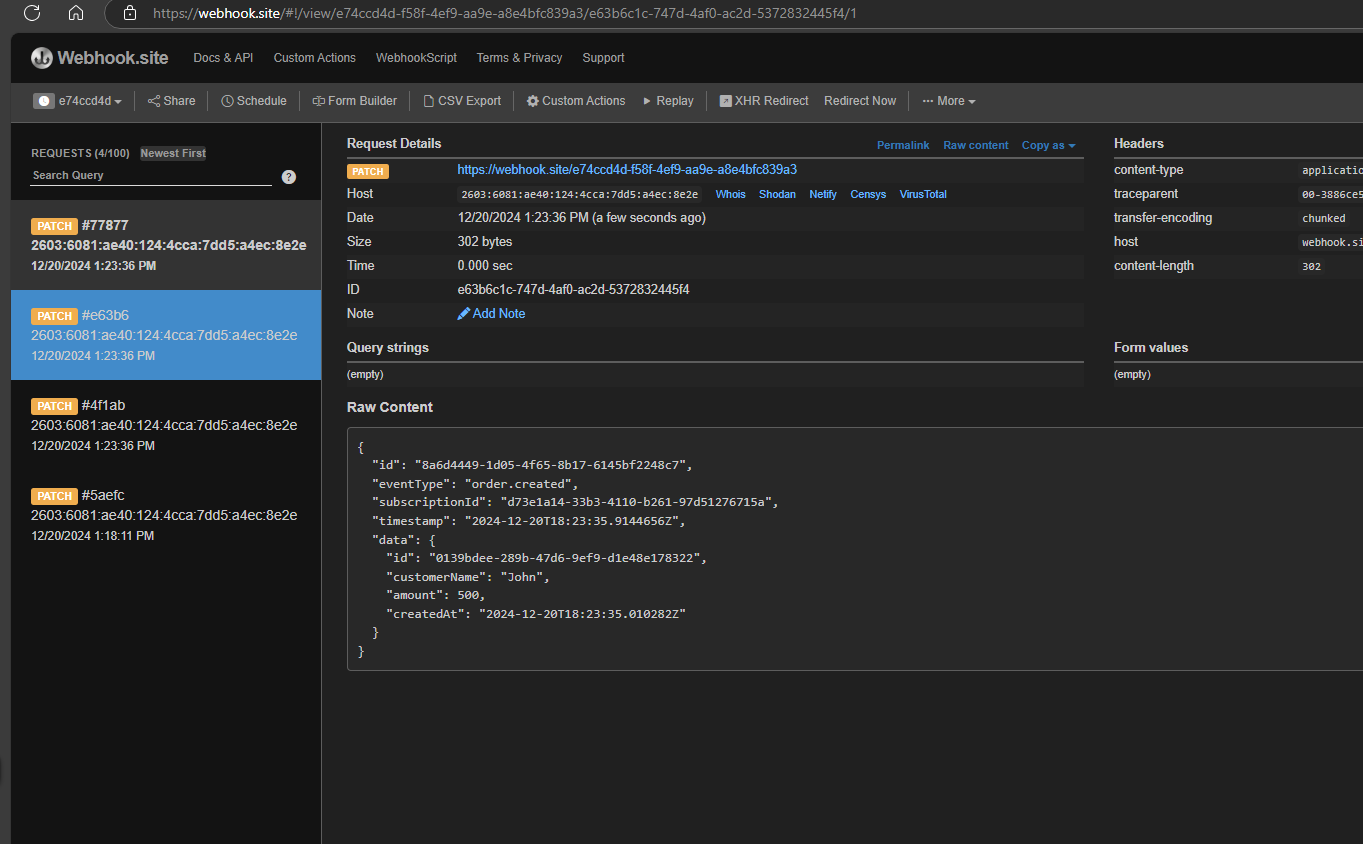 https://webhook.site/#!/view/e74ccd4d-f58f-4ef9-aa9e-a8e4bfc839a3/e63b6c1c-747d-4af0-ac2d-5372832445f4/1
Webhook.site Docs & API Custom Actions WebhookScript Terms & Privacy Support
e74ccd4d Share Schedule Form Builder CSV Export Custom Actions Replay XHR Redirect Redirect Now ··· More
REQUESTS (4/100) Newest First
Search Query ?
PATCH #77877
2603:6081:ae40:124:4cca:7dd5:a4ec:8e2e
12/20/2024 1:23:36 PM
PATCH #e63b6
2603:6081:ae40:124:4cca:7dd5:a4ec:8e2e
12/20/2024 1:23:36 PM
PATCH #4f1ab
2603:6081:ae40:124:4cca:7dd5:a4ec:8e2e
12/20/2024 1:23:36 PM
PATCH #5aefc
2603:6081:ae40:124:4cca:7dd5:a4ec:8e2e
12/20/2024 1:18:11 PM
Request Details Permalink Raw content Copy as
PATCH https://webhook.site/e74ccd4d-f58f-4ef9-aa9e-a8e4bfc839a3
Host 2603:6081:ae40:124:4cca:7dd5:a4ec:8e2e Whois Shodan Netify Censys VirusTotal
Date 12/20/2024 1:23:36 PM (a few seconds ago)
Size 302 bytes
Time 0.000 sec
ID e63b6c1c-747d-4af0-ac2d-5372832445f4
Note Add Note
Headers
content-type applicatio
traceparent 00-3886ce5
transfer-encoding chunked
host webhook.si
content-length 302
Query strings
(empty)
Form values
(empty)
Raw Content
{
"id": "8a6d4449-1d05-4f65-8b17-6145bf2248c7",
"eventType": "order.created",
"subscriptionId": "d73e1a14-33b3-4110-b261-97d51276715a",
"timestamp": "2024-12-20T18:23:35.9144656Z",
"data": {
"id": "0139bdee-289b-47d6-9ef9-d1e48e178322",
"customerName": "John",
"amount": 500,
"createdAt": "2024-12-20T18:23:35.010282Z"
}
}